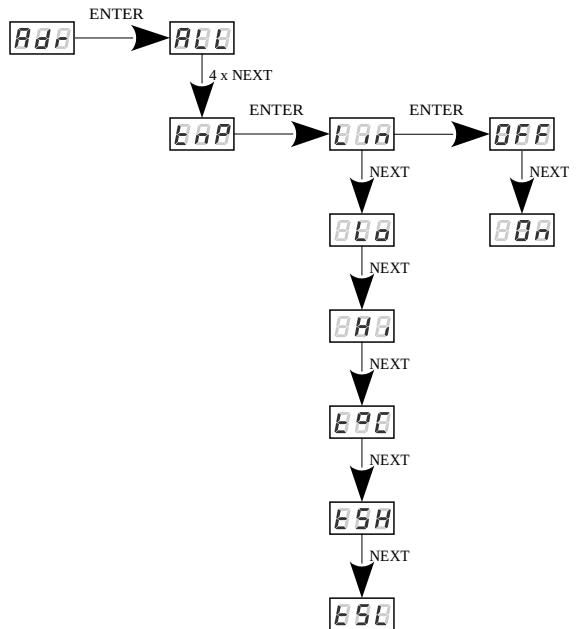 ENTER
Adr
ALL
4 x NEXT
ENTER
ENTER
tnP
Lin
OFF
NEXT
NEXT
Lo
On
NEXT
Hi
NEXT
t°C
NEXT
tSH
NEXT
tSL